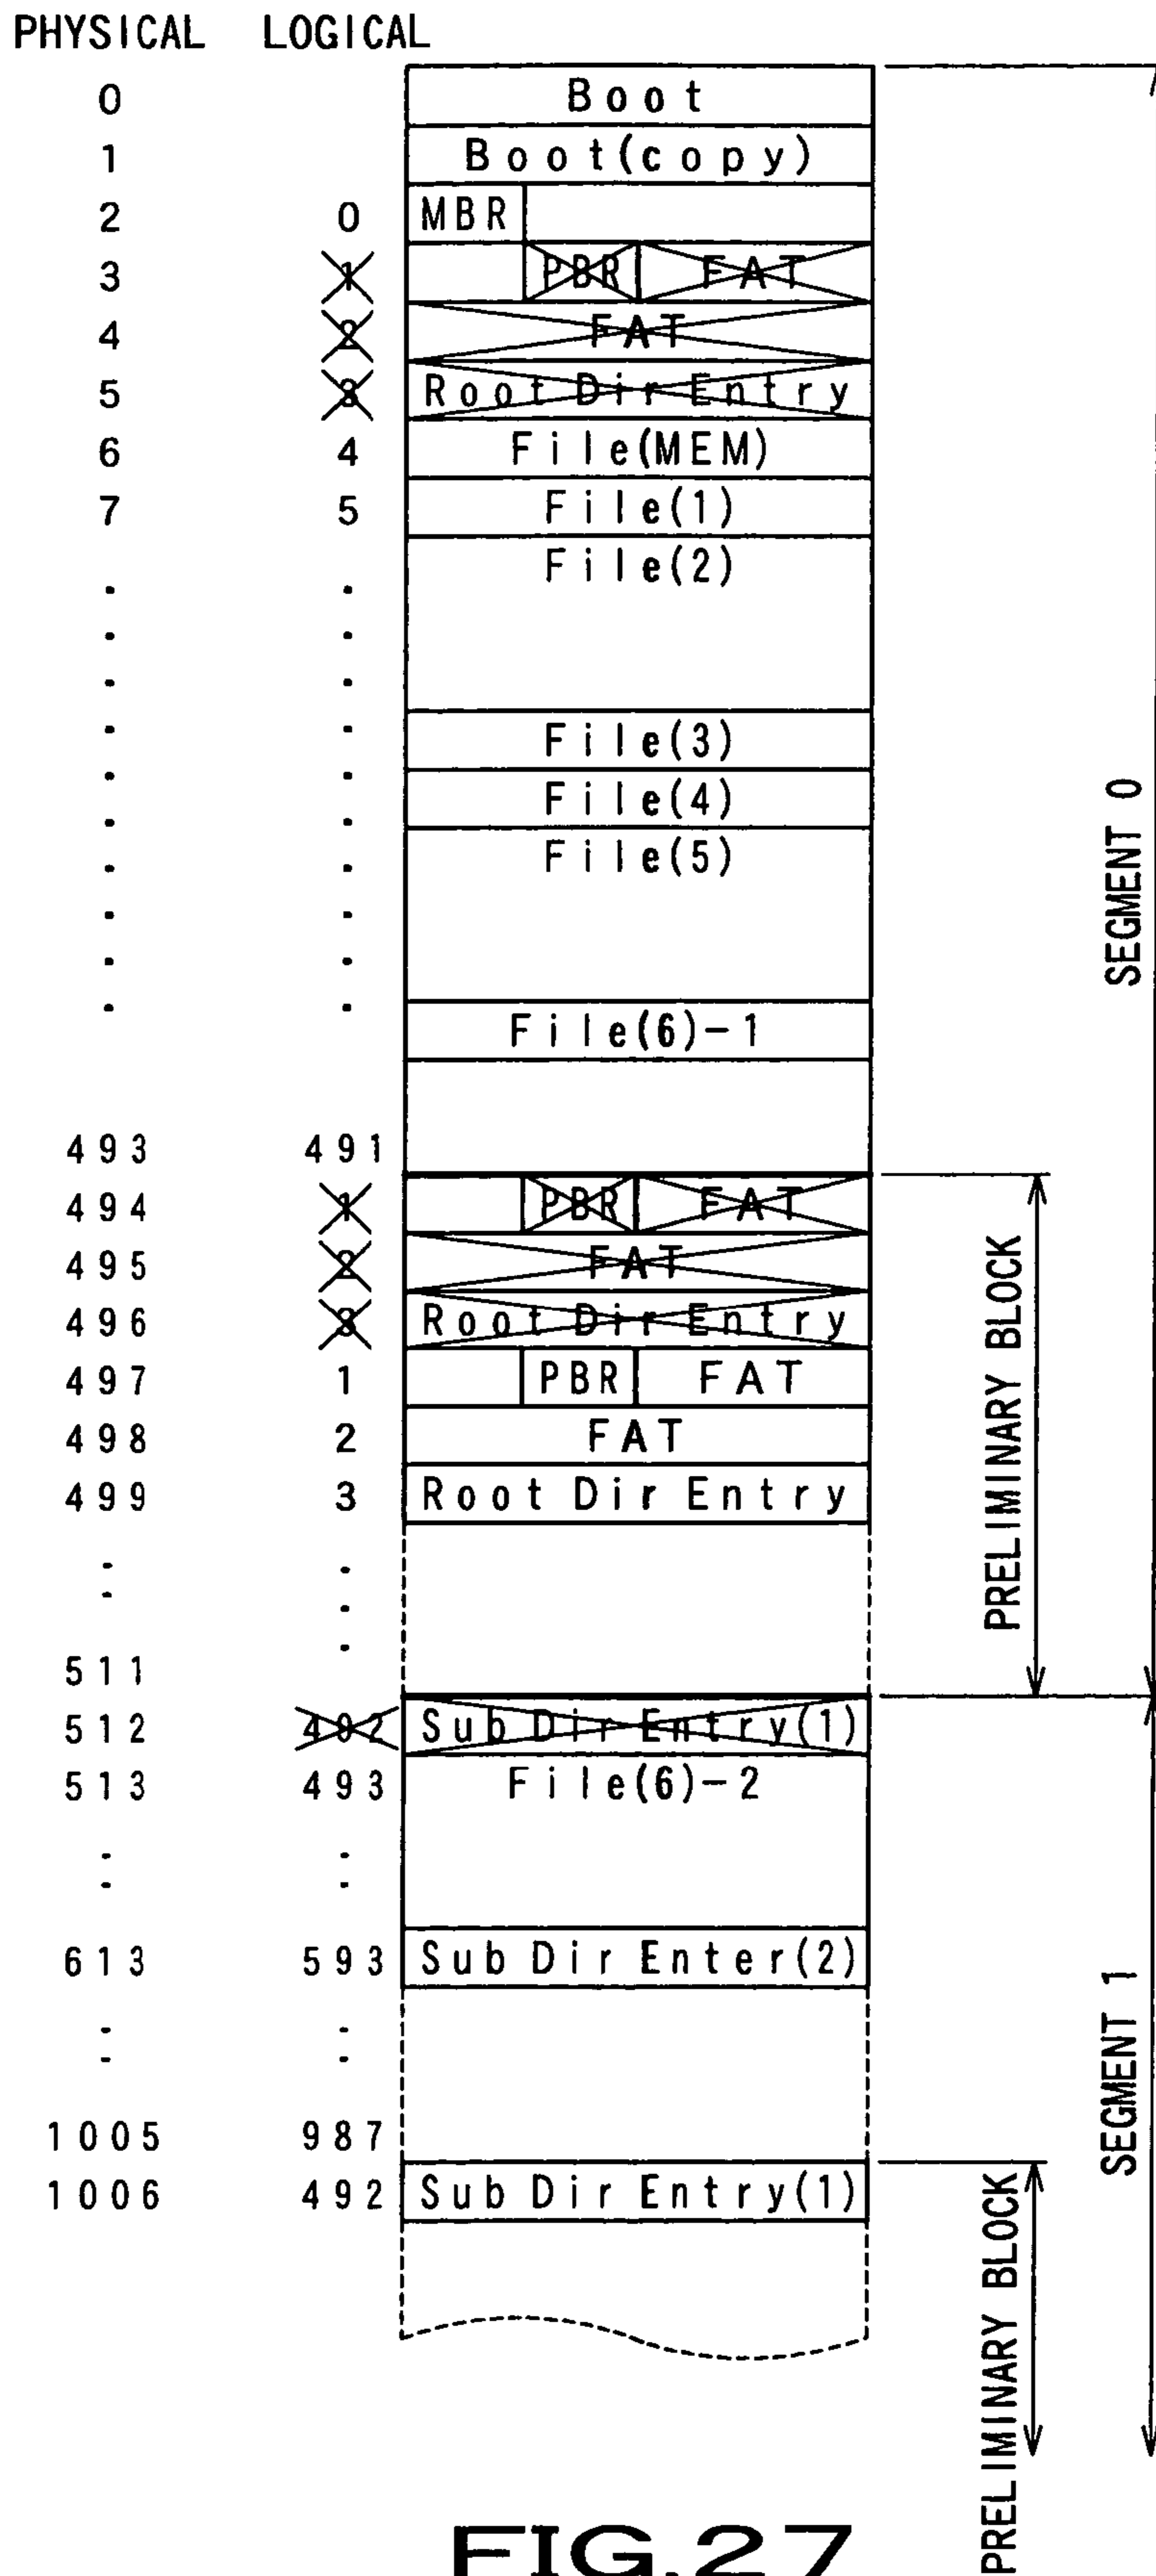 PHYSICAL LOGICAL
0 Boot
1 Boot(copy)
2 0 MBR
3 1 PBR FAT
4 2 FAT
5 3 Root Dir Entry
6 4 File(MEM)
7 5 File(1)
File(2)
File(3)
File(4)
File(5)
File(6)-1
493 491
494 1 PBR FAT
495 2 FAT
496 3 Root Dir Entry
497 1 PBR FAT
498 2 FAT
499 3 Root Dir Entry
511
512 492 Sub Dir Entry(1)
513 493 File(6)-2
613 593 Sub Dir Enter(2)
1005 987
1006 492 Sub Dir Entry(1)
SEGMENT 0
PRELIMINARY BLOCK
SEGMENT 1
PRELIMINARY BLOCK
FIG.27